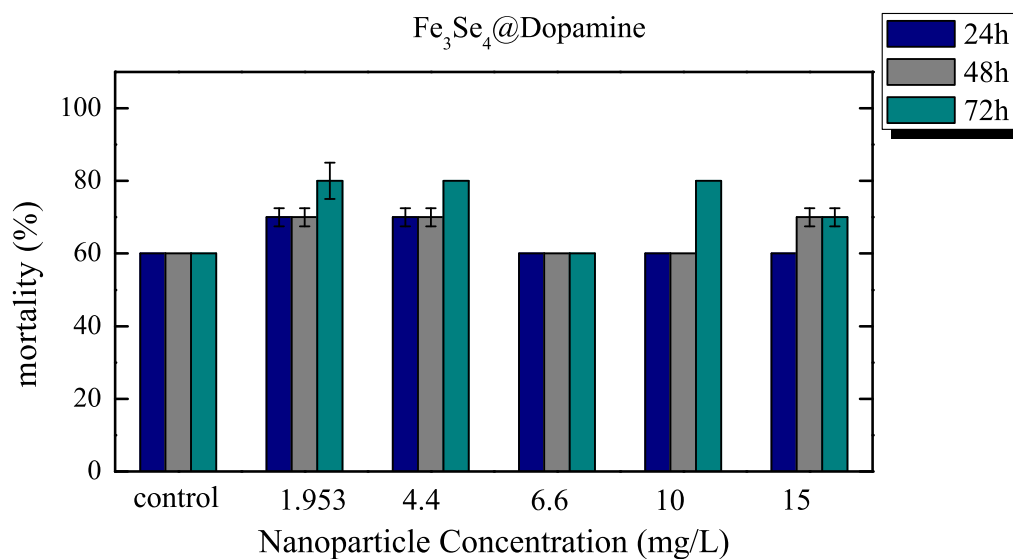 Fe₃Se₄@Dopamine
24h
48h
72h
mortality (%)
100
80
60
40
20
0
control 1.953 4.4 6.6 10 15
Nanoparticle Concentration (mg/L)